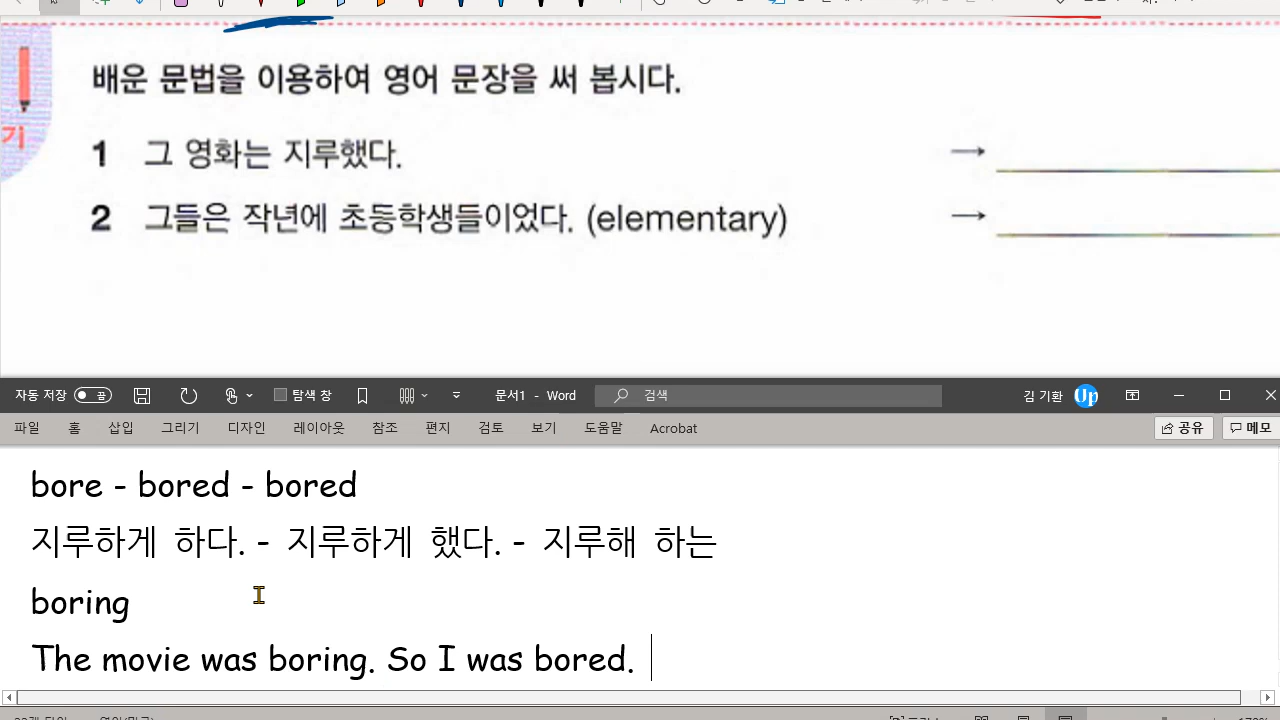 배운 문법을 이용하여 영어 문장을 써 봅시다.
기
1 그 영화는 지루했다. →
2 그들은 작년에 초등학생들이었다. (elementary) →
자동 저장 끔 탐색 창 문서1 - Word 검색 김 기환 Up
파일 홈 삽입 그리기 디자인 레이아웃 참조 편지 검토 보기 도움말 Acrobat 공유 메모
bore - bored - bored
지루하게 하다. - 지루하게 했다. - 지루해 하는
boring
The movie was boring. So I was bored.